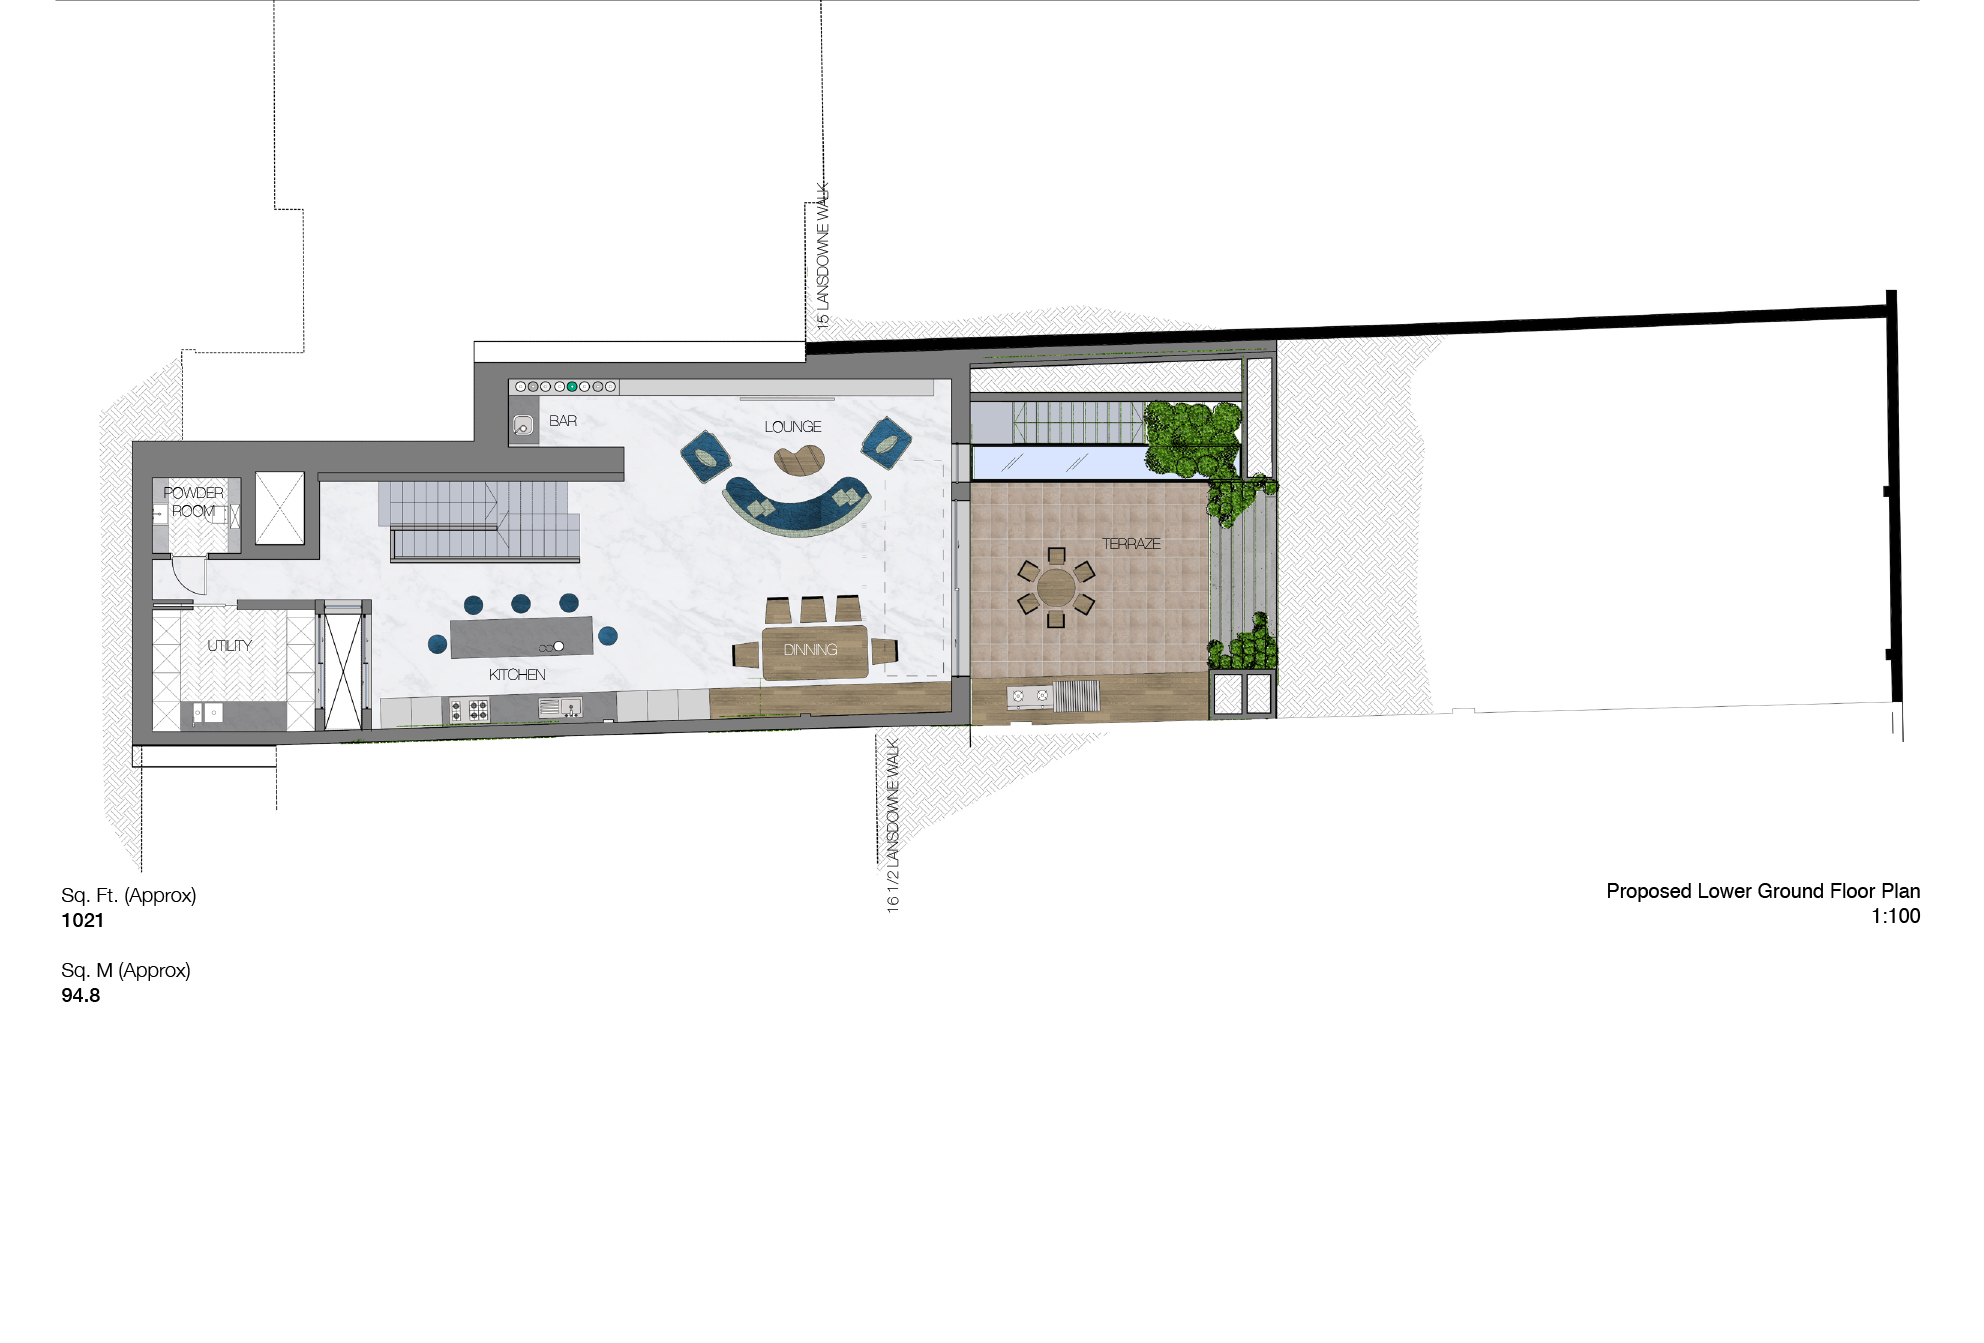 15 LANSDOWNE WALK
BAR
LOUNGE
POWDER
ROOM
TERRAZE
UTILITY
DINNING
KITCHEN
16 1/2 LANSDOWNE WALK
Sq. Ft. (Approx)
1021
Sq. M (Approx)
94.8
Proposed Lower Ground Floor Plan
1:100